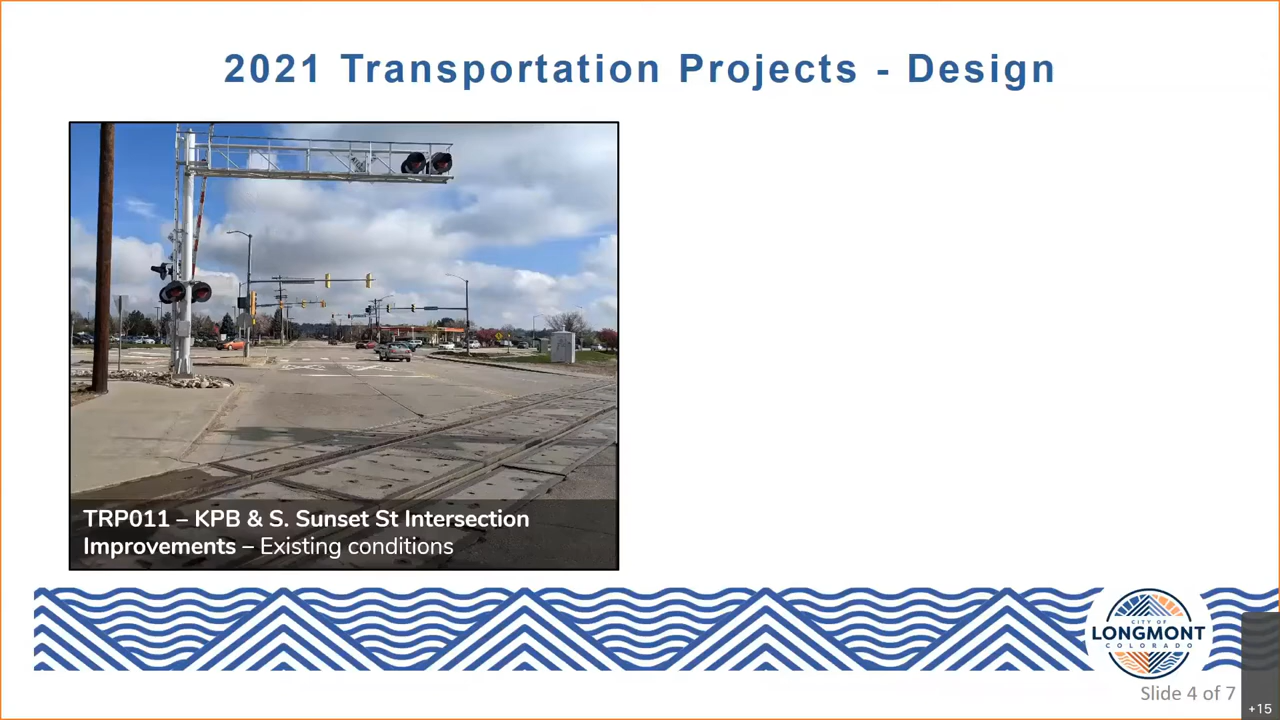 2021 Transportation Projects - Design
TRP011 – KPB & S. Sunset St Intersection
Improvements – Existing conditions
CITY OF
LONGMONT
COLORADO
Slide 4 of 7
+15